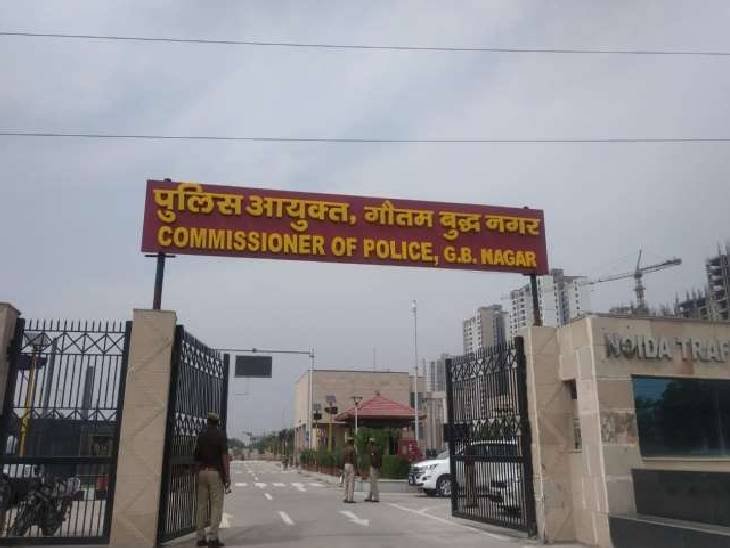 पुलिस आयुक्त, गौतम बुद्ध नगर
COMMISSIONER OF POLICE, G.B. NAGAR
NOIDA TRAF